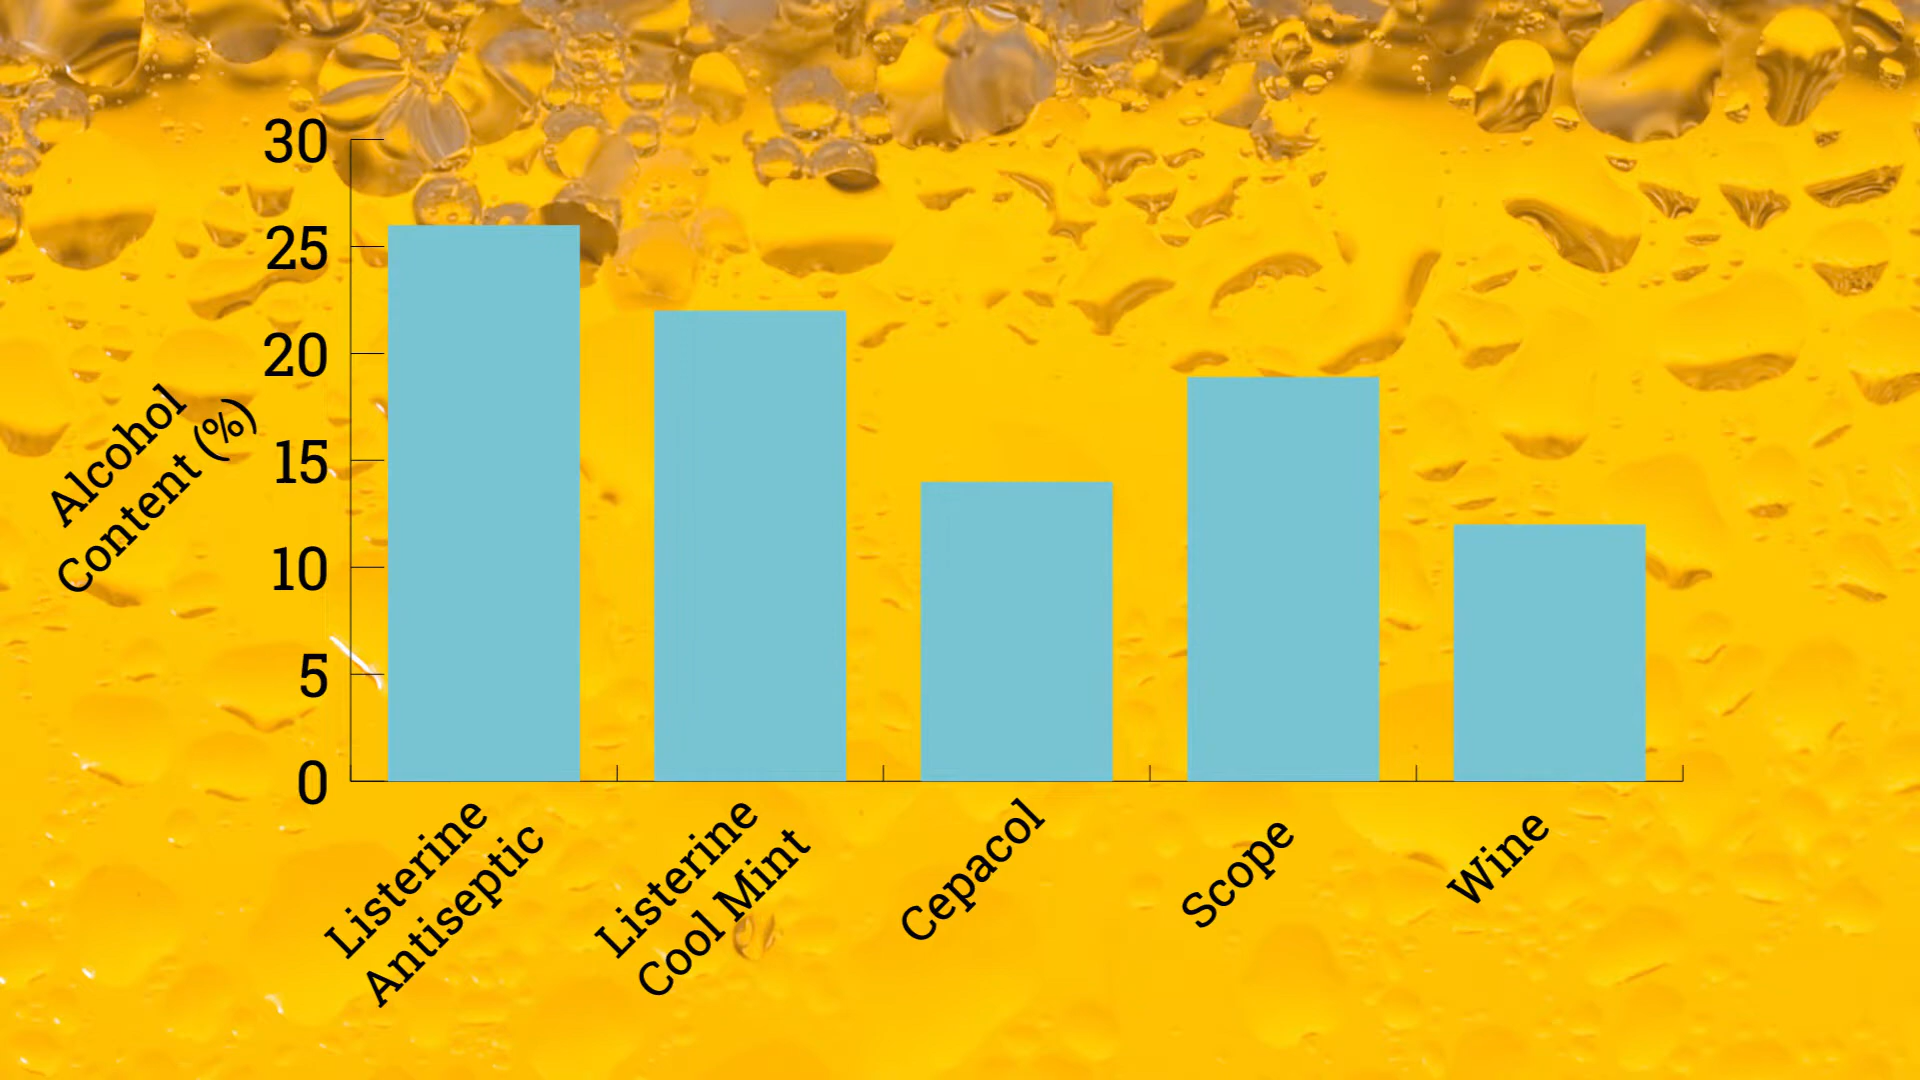 30
25
20
15
10
5
0
Alcohol
Content (%)
Listerine
Antiseptic
Listerine
Cool Mint
Cepacol
Scope
Wine